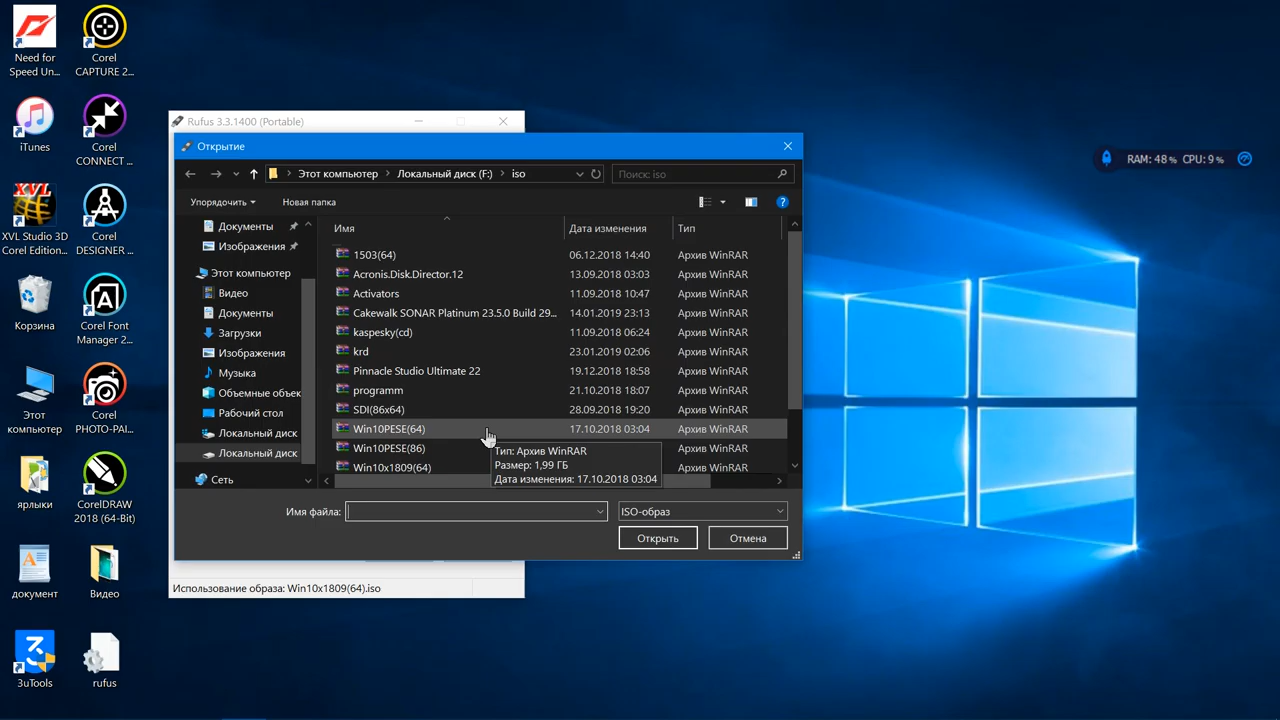 Need for
Speed Un...
Corel
CAPTURE 2...
iTunes
Corel
CONNECT ...
XVL Studio 3D
Corel Edition...
Corel
DESIGNER ...
Корзина
Corel Font
Manager 2...
Этот
компьютер
Corel
PHOTO-PAI...
ярлыки
CorelDRAW
2018 (64-Bit)
документ
Видео
3uTools
rufus
Rufus 3.3.1400 (Portable)
Открытие
Этот компьютер
Локальный диск (F:)
iso
Поиск: iso
Упорядочить
Новая папка
Документы
Изображения
Этот компьютер
Видео
Документы
Загрузки
Изображения
Музыка
Объемные объек
Рабочий стол
Локальный диск
Локальный диск
Сеть
Имя Дата изменения Тип
1503(64) 06.12.2018 14:40 Архив WinRAR
Acronis.Disk.Director.12 13.09.2018 03:03 Архив WinRAR
Activators 11.09.2018 10:47 Архив WinRAR
Cakewalk SONAR Platinum 23.5.0 Build 29... 14.01.2019 23:13 Архив WinRAR
kaspesky(cd) 11.09.2018 06:24 Архив WinRAR
krd 23.01.2019 02:06 Архив WinRAR
Pinnacle Studio Ultimate 22 19.12.2018 18:58 Архив WinRAR
programm 21.10.2018 18:07 Архив WinRAR
SDI(86x64) 28.09.2018 19:20 Архив WinRAR
Win10PESE(64) 17.10.2018 03:04 Архив WinRAR
Win10PESE(86) Архив WinRAR
Win10x1809(64) Архив WinRAR
Тип: Архив WinRAR
Размер: 1,99 ГБ
Дата изменения: 17.10.2018 03:04
Имя файла:
ISO-образ
Открыть
Отмена
Использование образа: Win10x1809(64).iso
RAM: 48 % CPU: 9 %